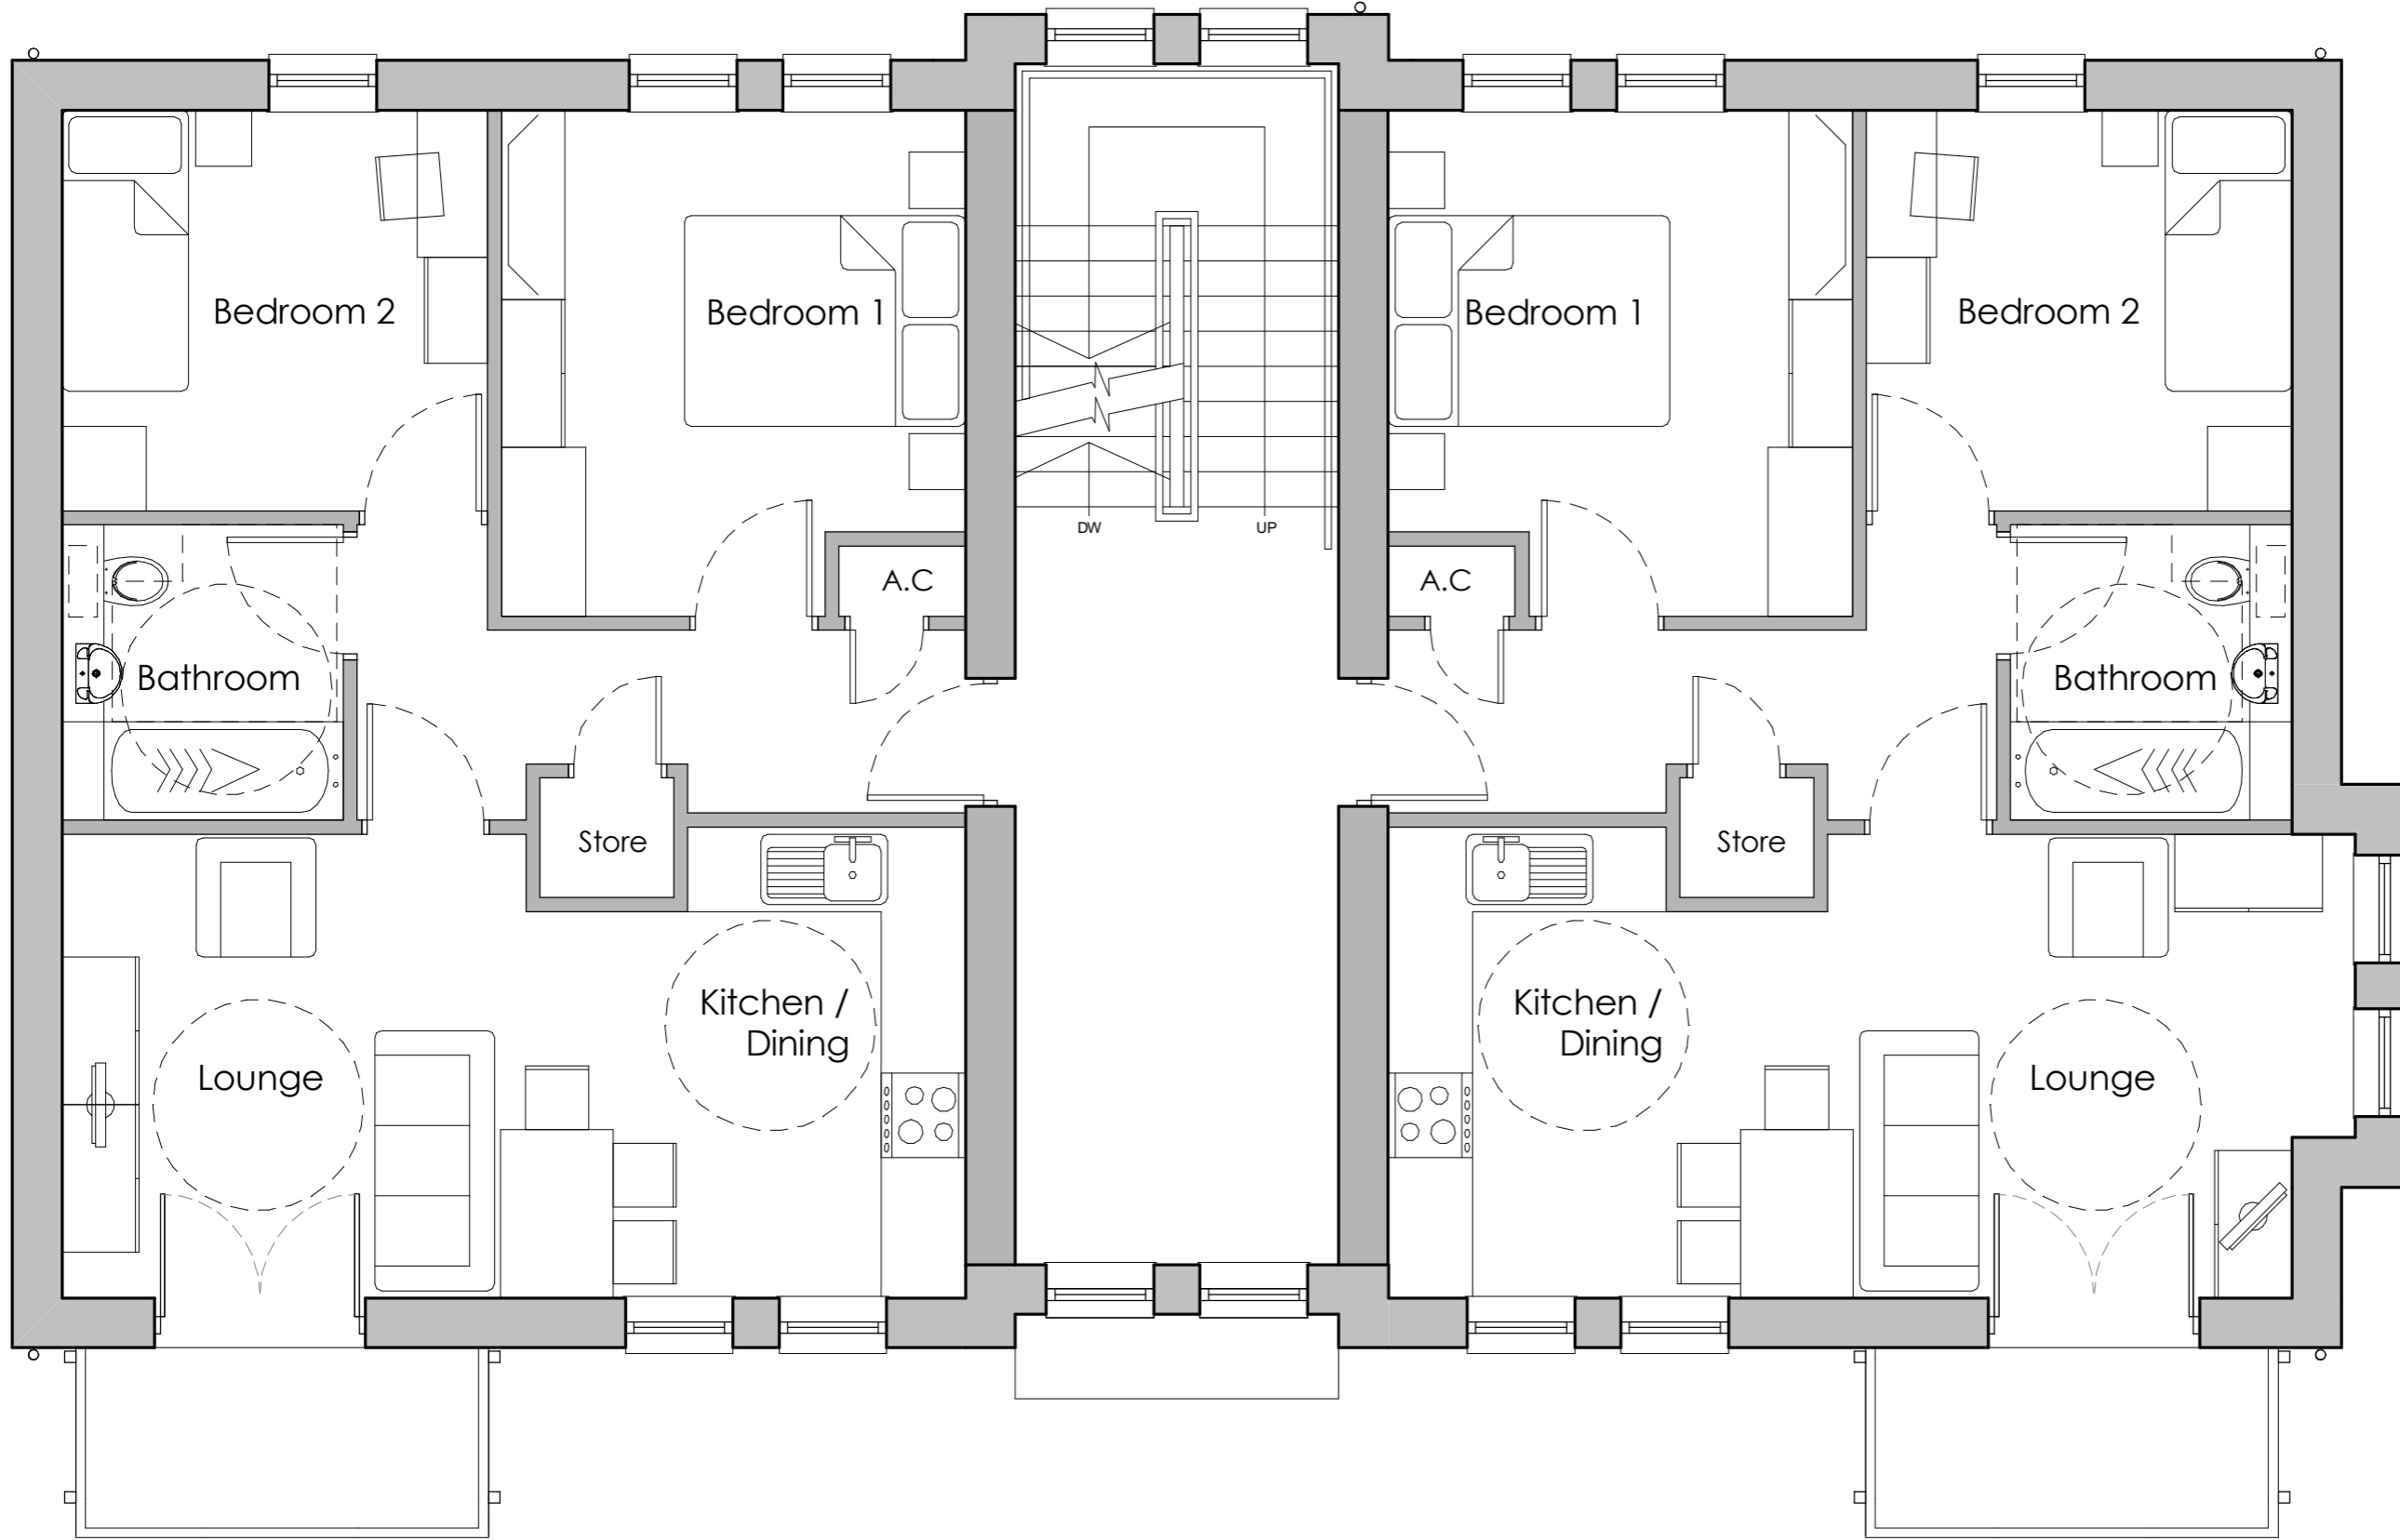 Bedroom 2
Bedroom 1
Bedroom 1
Bedroom 2
DW
UP
A.C
A.C
Bathroom
Bathroom
Store
Store
Kitchen /
Dining
Kitchen /
Dining
Lounge
Lounge